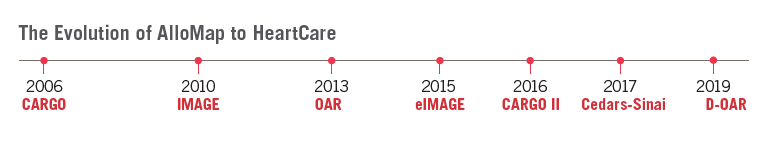 The Evolution of AlloMap to HeartCare
2006 2010 2013 2015 2016 2017 2019
CARGO IMAGE OAR eIMAGE CARGO II Cedars-Sinai D-OAR